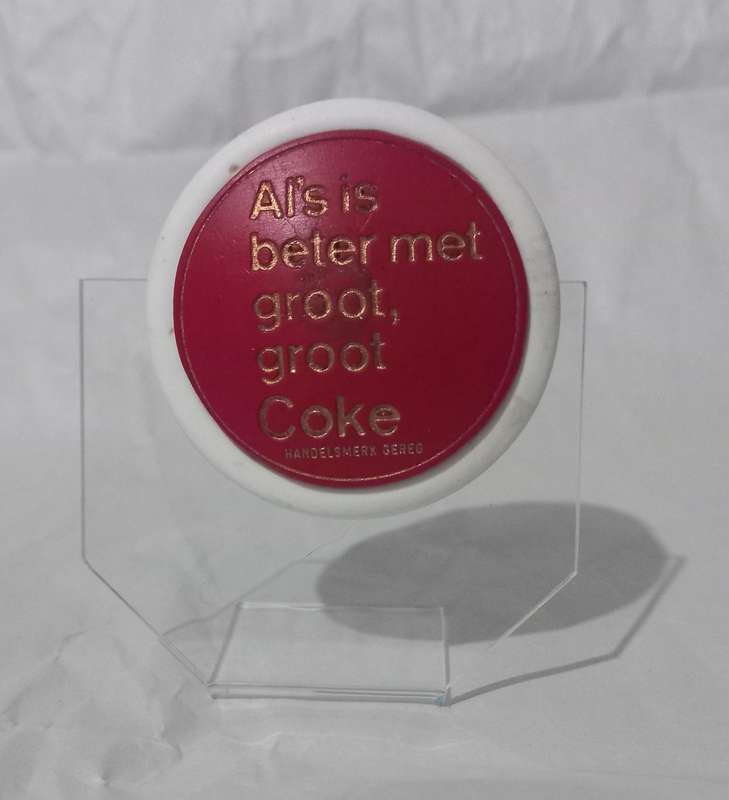 Al's is
beter met
groot,
groot
Coke
HANDELSMERK GEREG